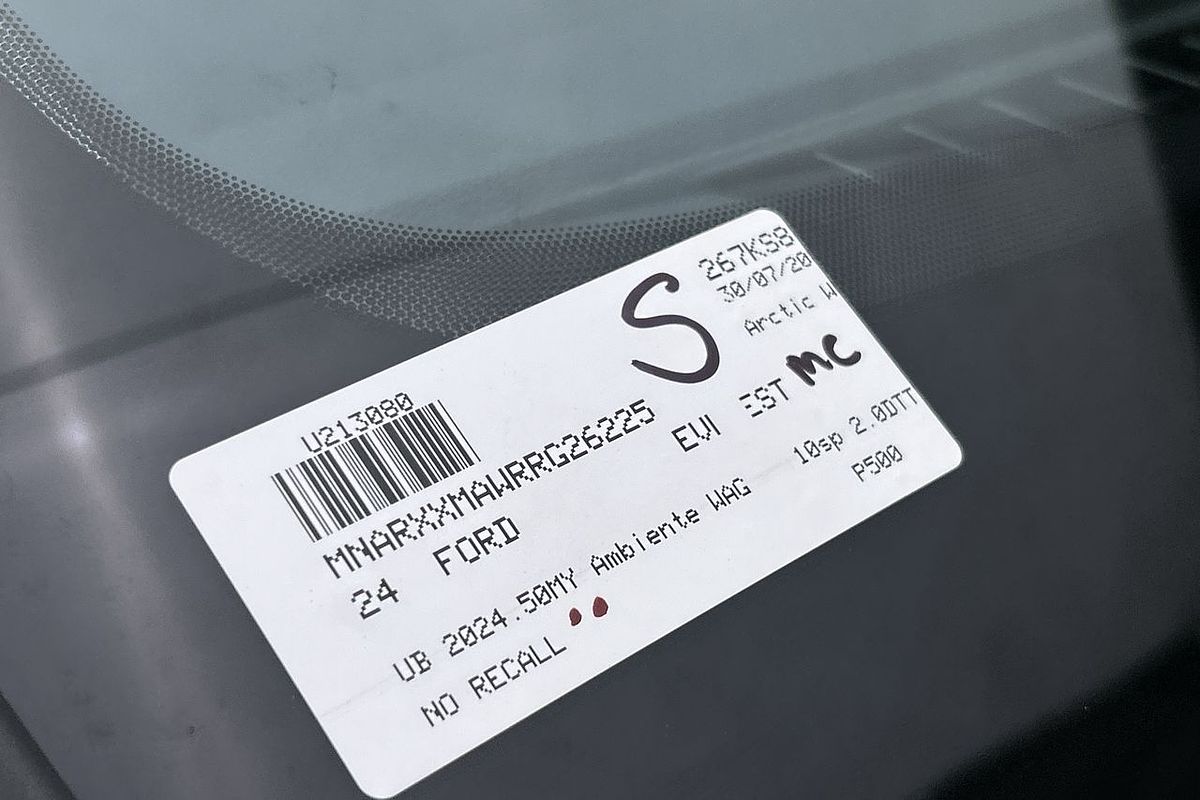 267KS8
30/07/20
Arctic W
S
U213080
MNARXXMAWRRG26225
EVI EST MC
24 FORD
UB 2024.50MY Ambiente WAG
10sp 2.0DTT
P500
NO RECALL